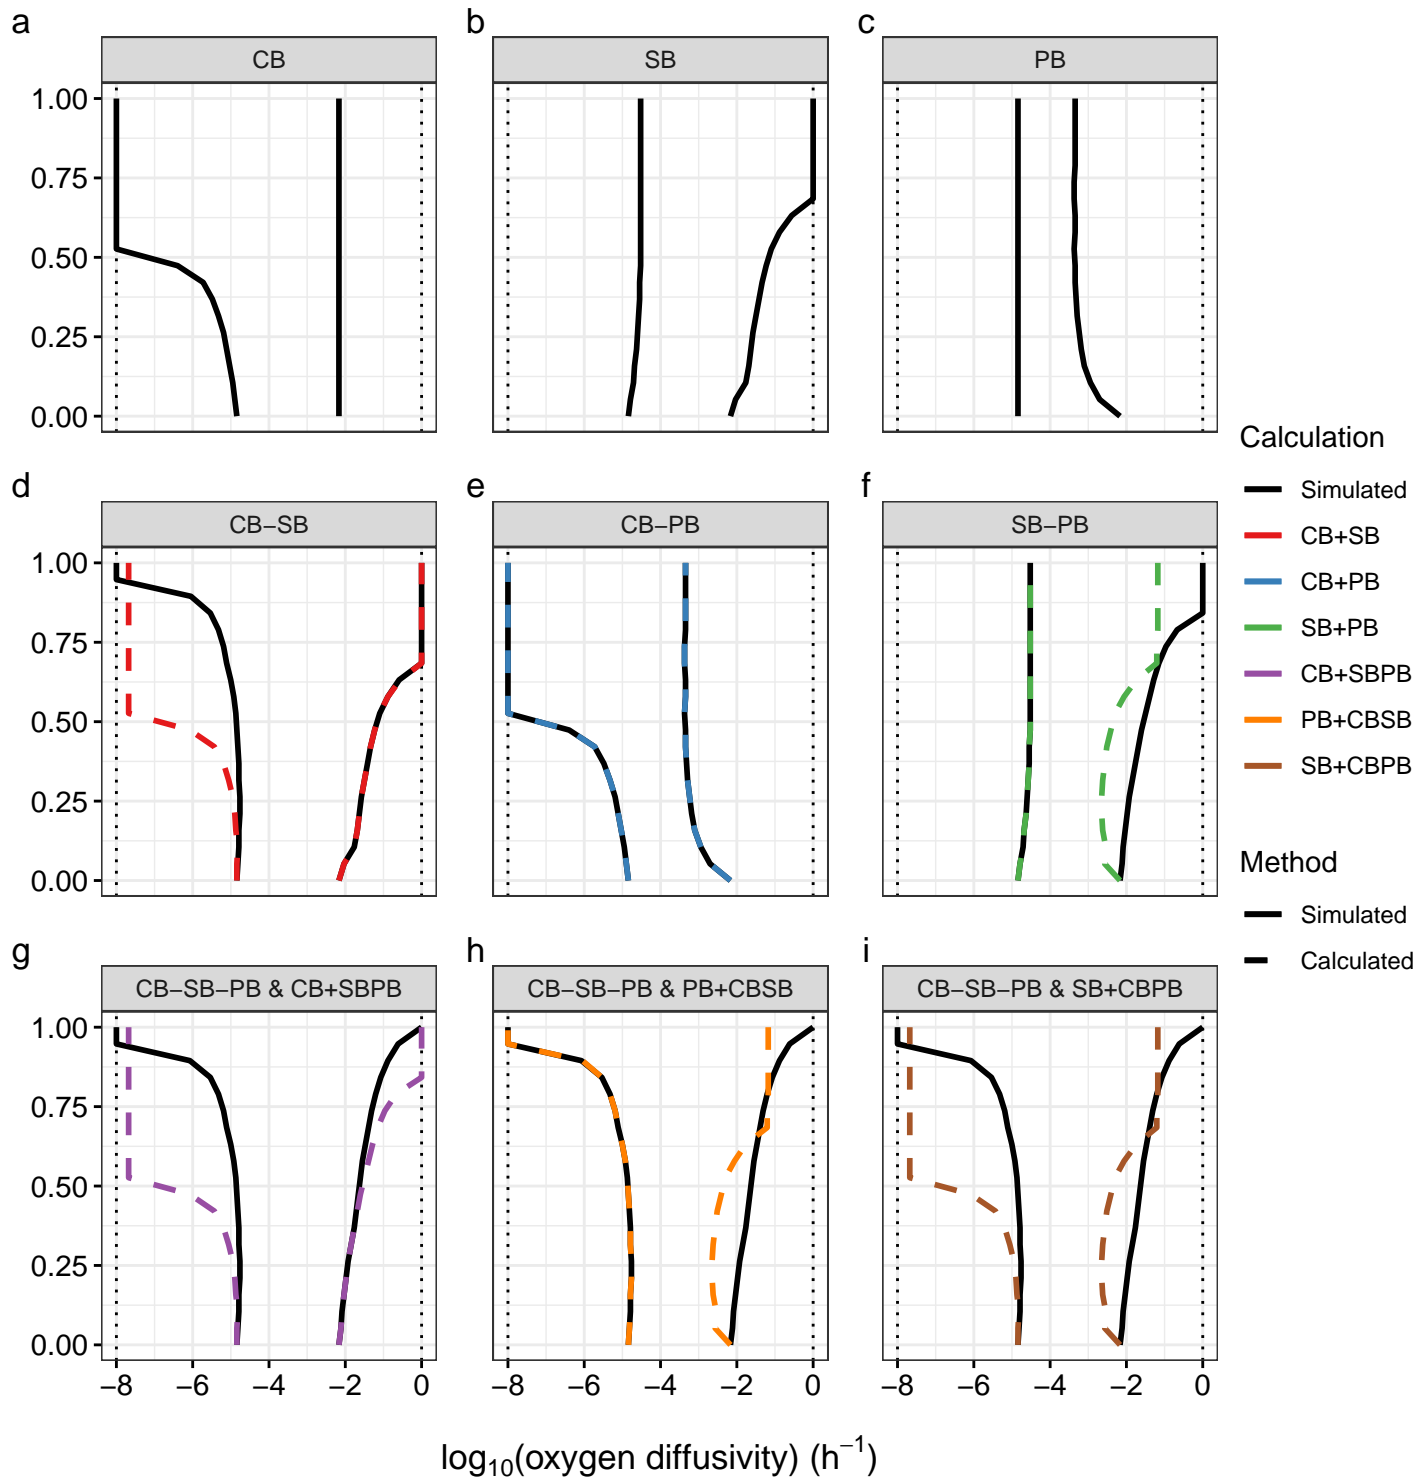 a
b
c
CB
SB
PB
1.00
0.75
0.50
0.25
0.00
d
e
f
CB−SB
CB−PB
SB−PB
1.00
0.75
0.50
0.25
0.00
g
h
i
CB−SB−PB & CB+SBPB
CB−SB−PB & PB+CBSB
CB−SB−PB & SB+CBPB
1.00
0.75
0.50
0.25
0.00
−8 −6 −4 −2 0
−8 −6 −4 −2 0
−8 −6 −4 −2 0
log₁₀(oxygen diffusivity) (h⁻¹)
Calculation
Simulated
CB+SB
CB+PB
SB+PB
CB+SBPB
PB+CBSB
SB+CBPB
Method
Simulated
Calculated